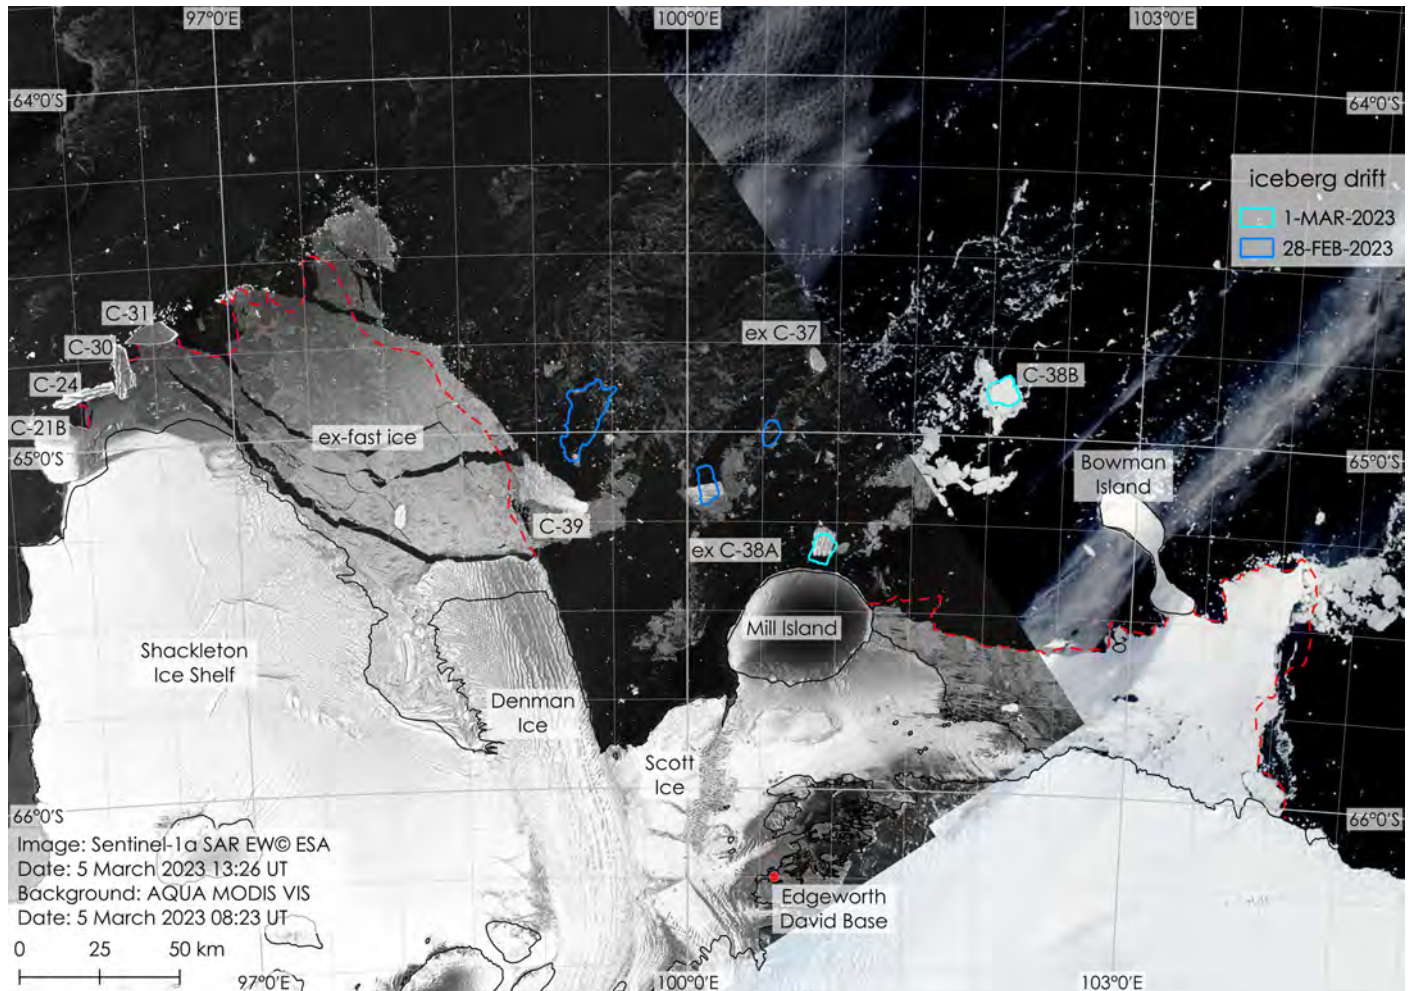 97°0'E
100°0'E
103°0'E
64°0'S
64°0'S
iceberg drift
1-MAR-2023
28-FEB-2023
C-31
C-30
C-24
C-21B
ex C-37
C-38B
65°0'S
65°0'S
ex-fast ice
Bowman
Island
C-39
ex C-38A
Mill Island
Shackleton
Ice Shelf
Denman
Ice
Scott
Ice
66°0'S
66°0'S
Image: Sentinel-1a SAR EW© ESA
Date: 5 March 2023 13:26 UT
Background: AQUA MODIS VIS
Date: 5 March 2023 08:23 UT
Edgeworth
David Base
0 25 50 km
97°0'E
100°0'E
103°0'E